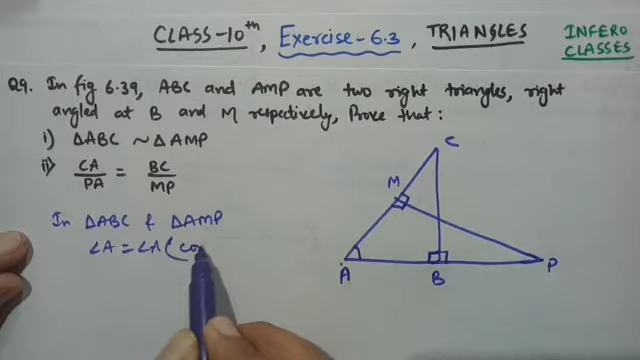 CLASS-10th, Exercise-6.3, TRIANGLES
INFERO CLASSES
Q9. In fig 6.39, ABC and AMP are two right triangles, right
angled at B and M respectively, Prove that:
i) ΔABC ~ ΔAMP
ii) CA/PA = BC/MP
In ΔABC & ΔAMP
∠A = ∠A (co
C
M
A
B
P